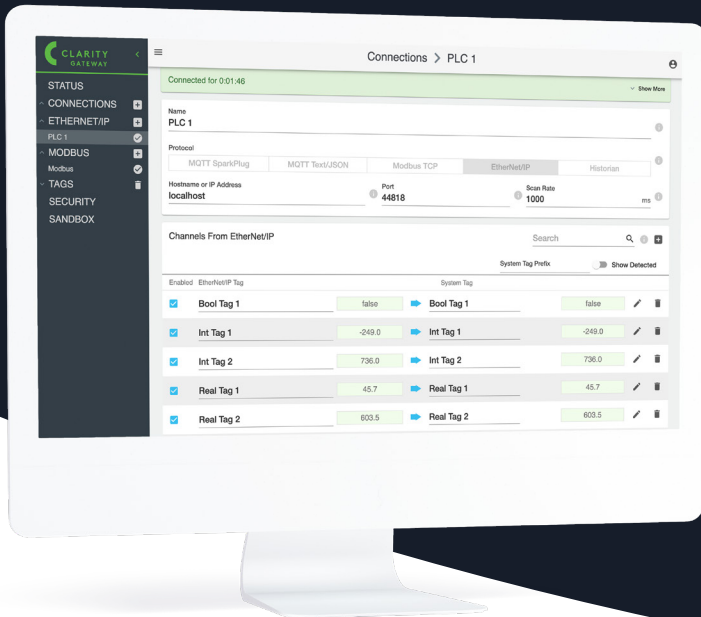 CLARITY
GATEWAY
STATUS
CONNECTIONS
ETHERNET/IP
PLC 1
MODBUS
Modbus
TAGS
SECURITY
SANDBOX
Connections > PLC 1
Connected for 0:01:46
Show More
Name
PLC 1
Protocol
MQTT SparkPlug MQTT Text/JSON Modbus TCP EtherNet/IP Historian
Hostname or IP Address Port Scan Rate
localhost 44818 1000 ms
Channels From EtherNet/IP Search
System Tag Prefix Show Detected
Enabled EtherNet/IP Tag System Tag
Bool Tag 1 false Bool Tag 1 false
Int Tag 1 -249.0 Int Tag 1 -249.0
Int Tag 2 736.0 Int Tag 2 736.0
Real Tag 1 45.7 Real Tag 1 45.7
Real Tag 2 603.5 Real Tag 2 603.5